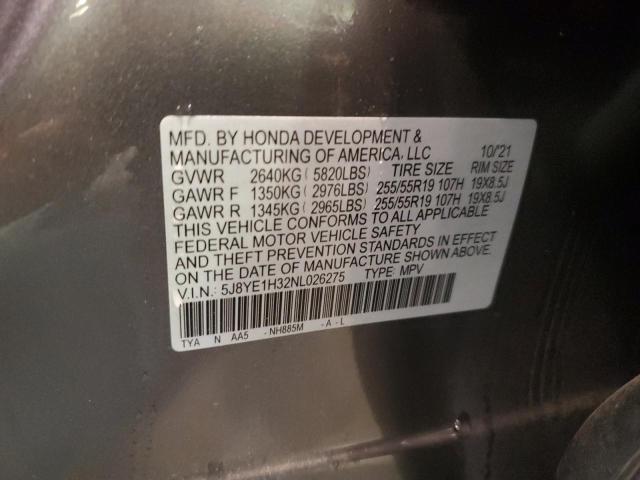 MFD. BY HONDA DEVELOPMENT &
MANUFACTURING OF AMERICA, LLC 10/'21
GVWR 2640KG (5820LBS) TIRE SIZE RIM SIZE
GAWR F 1350KG (2976LBS) 255/55R19 107H 19X8.5J
GAWR R 1345KG (2965LBS) 255/55R19 107H 19X8.5J
THIS VEHICLE CONFORMS TO ALL APPLICABLE
FEDERAL MOTOR VEHICLE SAFETY
AND THEFT PREVENTION STANDARDS IN EFFECT
ON THE DATE OF MANUFACTURE SHOWN ABOVE.
V.I.N.: 5J8YE1H32NL026275 TYPE: MPV
TYA N AA5 -NH885M -A-L